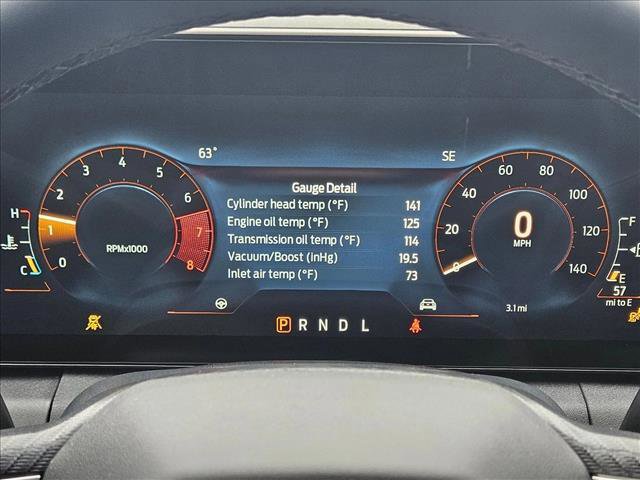 63°
SE
Gauge Detail
Cylinder head temp (°F) 141
Engine oil temp (°F) 125
Transmission oil temp (°F) 114
Vacuum/Boost (inHg) 19.5
Inlet air temp (°F) 73
0 1 2 3 4 5 6 7 8
RPMx1000
H
C
0 20 40 60 80 100 120 140
0
MPH
F
E
57
mi to E
3.1 mi
P R N D L